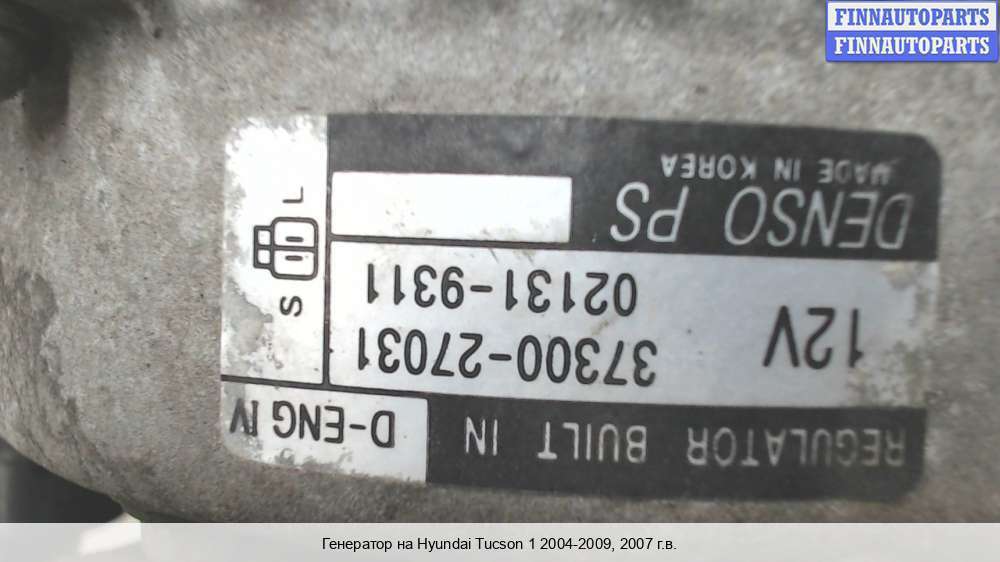 FINNAUTOPARTS
FINNAUTOPARTS
REGULATOR BUILT IN
D-ENG IV
12V
37300-27031
02131-9311
S
L
DENSO PS
MADE IN KOREA
Генератор на Hyundai Tucson 1 2004-2009, 2007 г.в.